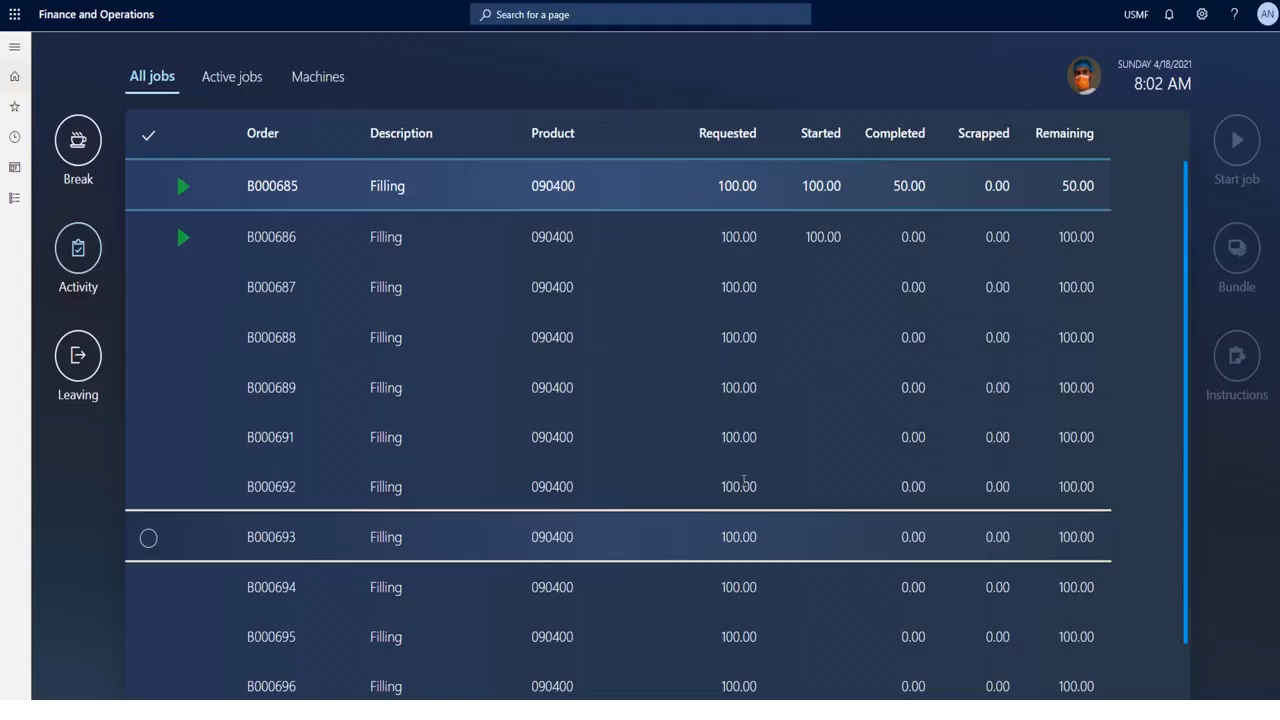 Finance and Operations Search for a page USMF ? AN
All jobs Active jobs Machines SUNDAY 4/18/2021
8:02 AM
Order Description Product Requested Started Completed Scrapped Remaining
Break Start job
B000685 Filling 090400 100.00 100.00 50.00 0.00 50.00
B000686 Filling 090400 100.00 100.00 0.00 0.00 100.00
Activity Bundle
B000687 Filling 090400 100.00 0.00 0.00 100.00
B000688 Filling 090400 100.00 0.00 0.00 100.00
B000689 Filling 090400 100.00 0.00 0.00 100.00
Leaving Instructions
B000691 Filling 090400 100.00 0.00 0.00 100.00
B000692 Filling 090400 100.00 0.00 0.00 100.00
B000693 Filling 090400 100.00 0.00 0.00 100.00
B000694 Filling 090400 100.00 0.00 0.00 100.00
B000695 Filling 090400 100.00 0.00 0.00 100.00
B000696 Filling 090400 100.00 0.00 0.00 100.00